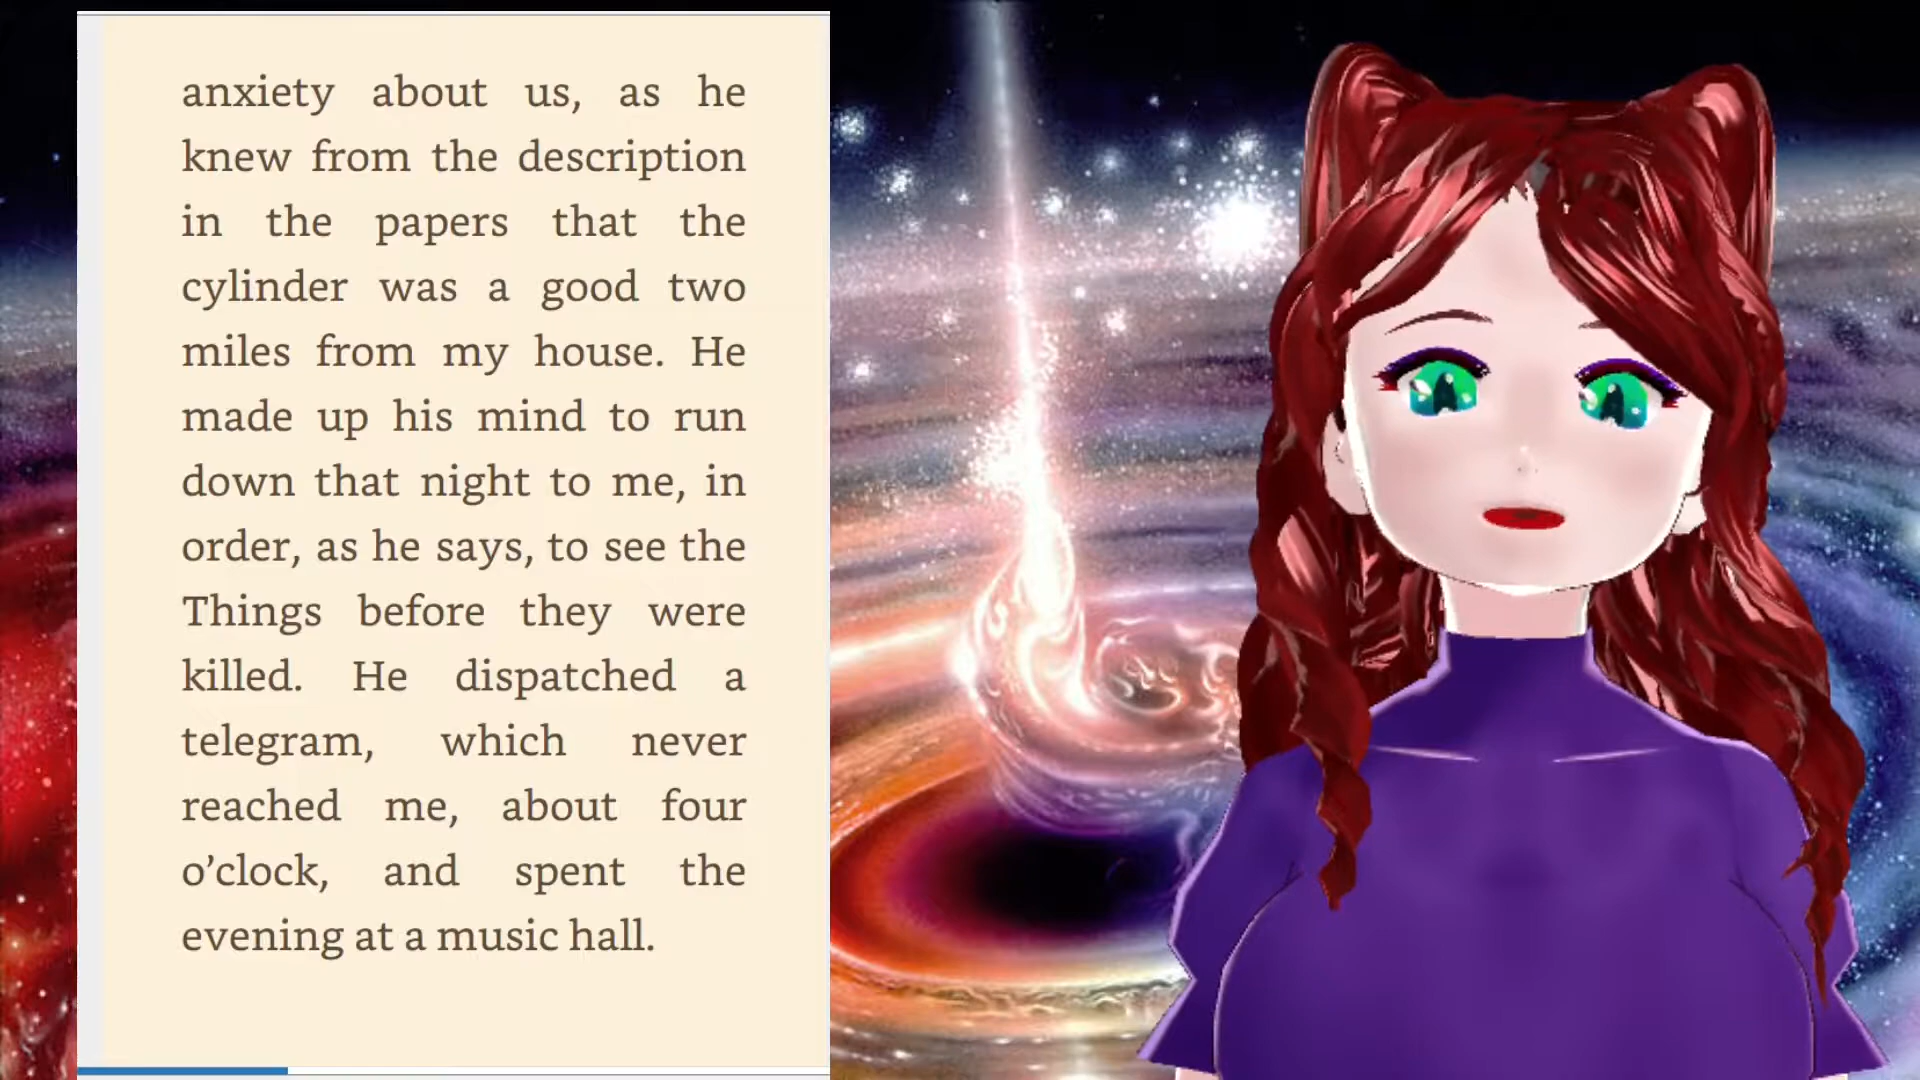 anxiety about us, as he
knew from the description
in the papers that the
cylinder was a good two
miles from my house. He
made up his mind to run
down that night to me, in
order, as he says, to see the
Things before they were
killed. He dispatched a
telegram, which never
reached me, about four
o’clock, and spent the
evening at a music hall.